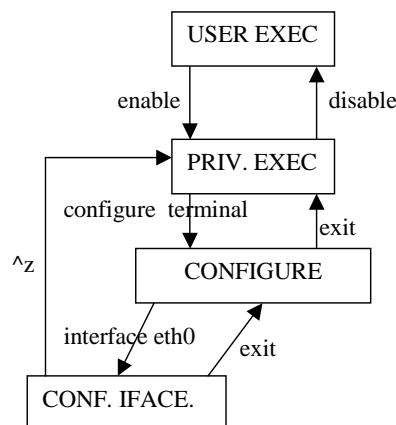 USER EXEC
enable
disable
PRIV. EXEC
configure terminal
exit
^z
CONFIGURE
interface eth0
exit
CONF. IFACE.